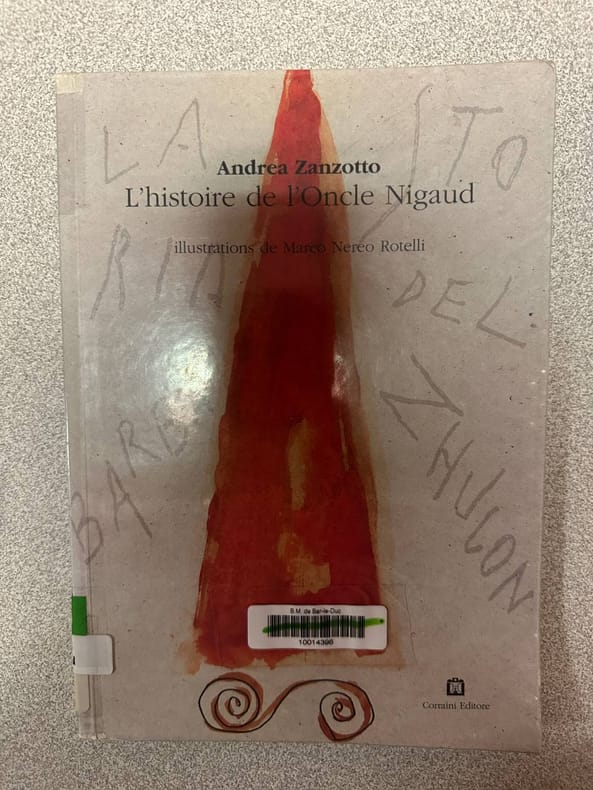 Andrea Zanzotto
L'histoire de l'Oncle Nigaud
illustrations de Marco Nereo Rotelli
LA STO
RIA DEL
BARBA ZHUCON
B.M. de Bar-le-Duc
10014396
Corraini Editore